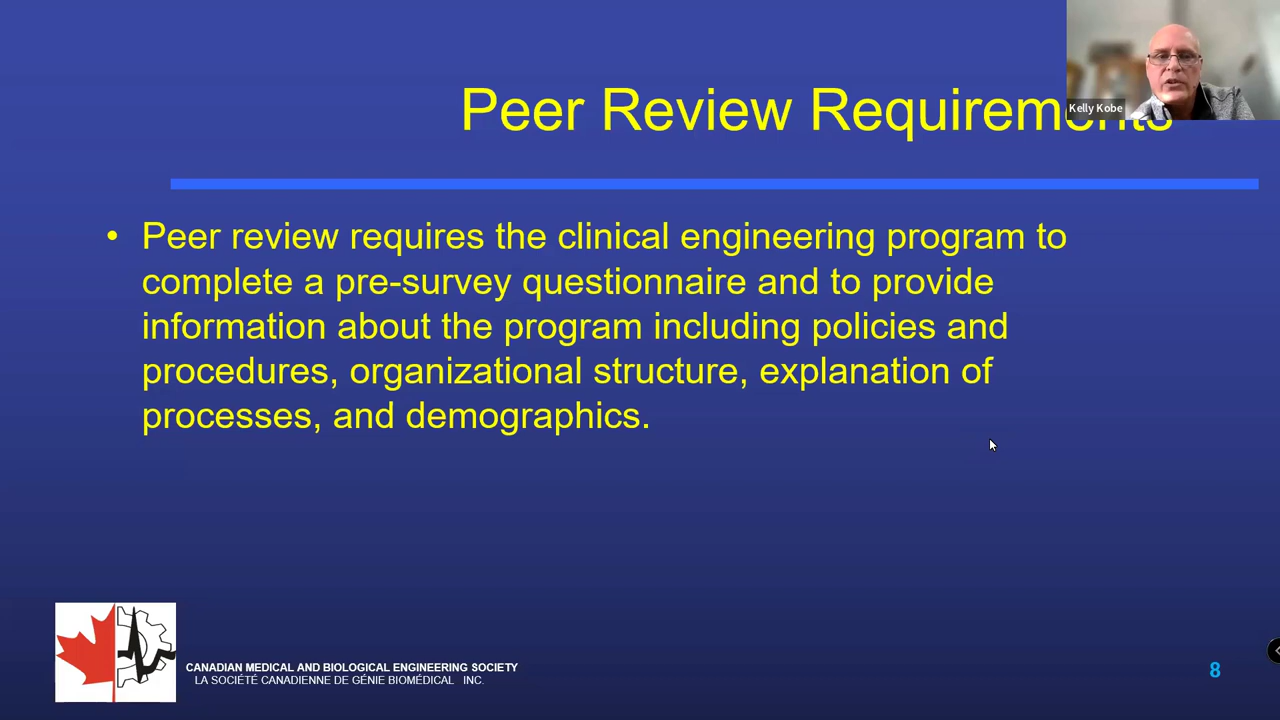 Peer Review Requirements
Kelly Kobe
• Peer review requires the clinical engineering program to
complete a pre-survey questionnaire and to provide
information about the program including policies and
procedures, organizational structure, explanation of
processes, and demographics.
CANADIAN MEDICAL AND BIOLOGICAL ENGINEERING SOCIETY
LA SOCIÉTÉ CANADIENNE DE GÉNIE BIOMÉDICAL INC.
8